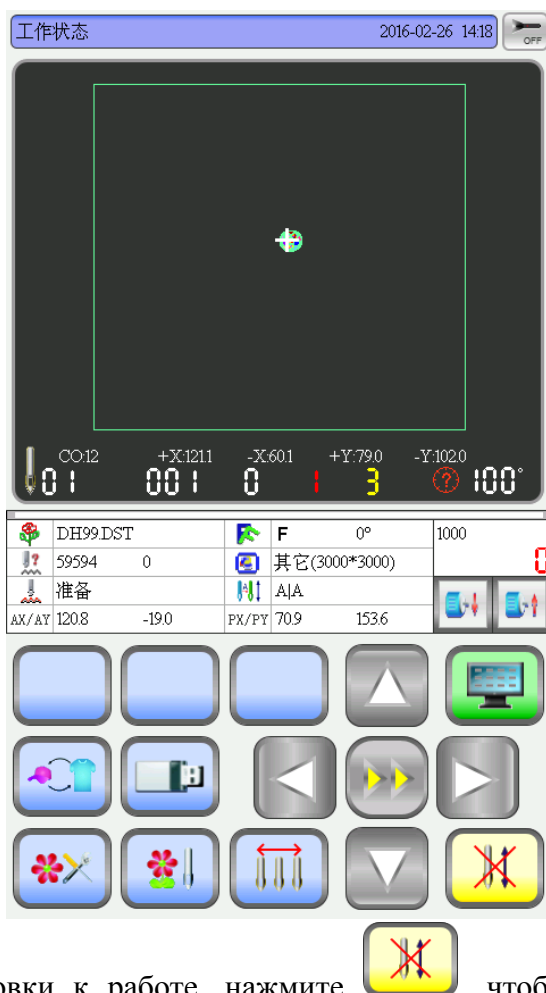 工作状态 2016-02-26 14:18
OFF
CO:12 +X:121.1 -X:60.1 +Y:79.0 -Y:102.0
01 001 0 1 3 ? 100°
DH99.DST F 0° 1000
59594 0 其它(3000*3000) 0
准备 A|A
AX/AY 120.8 -19.0 PX/PY 70.9 153.6
овки к работе, нажмите , чтоб